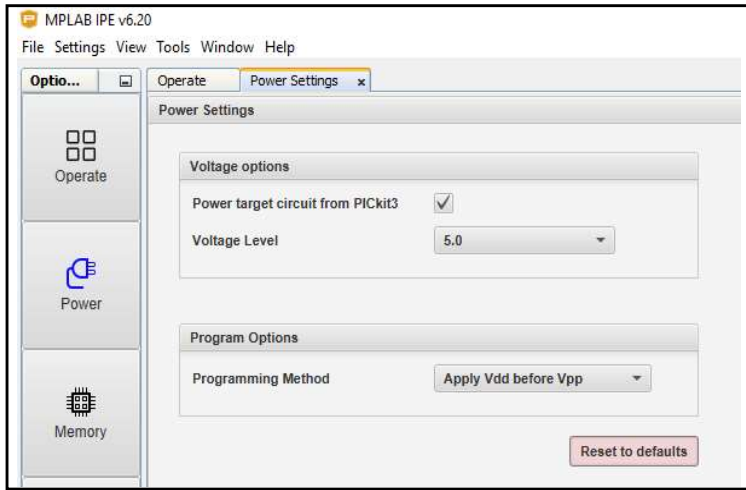 MPLAB IPE v6.20
File Settings View Tools Window Help
Optio...
Operate
Power Settings x
Power Settings
Operate
Voltage options
Power target circuit from PICkit3
Voltage Level 5.0
Power
Program Options
Programming Method Apply Vdd before Vpp
Memory
Reset to defaults